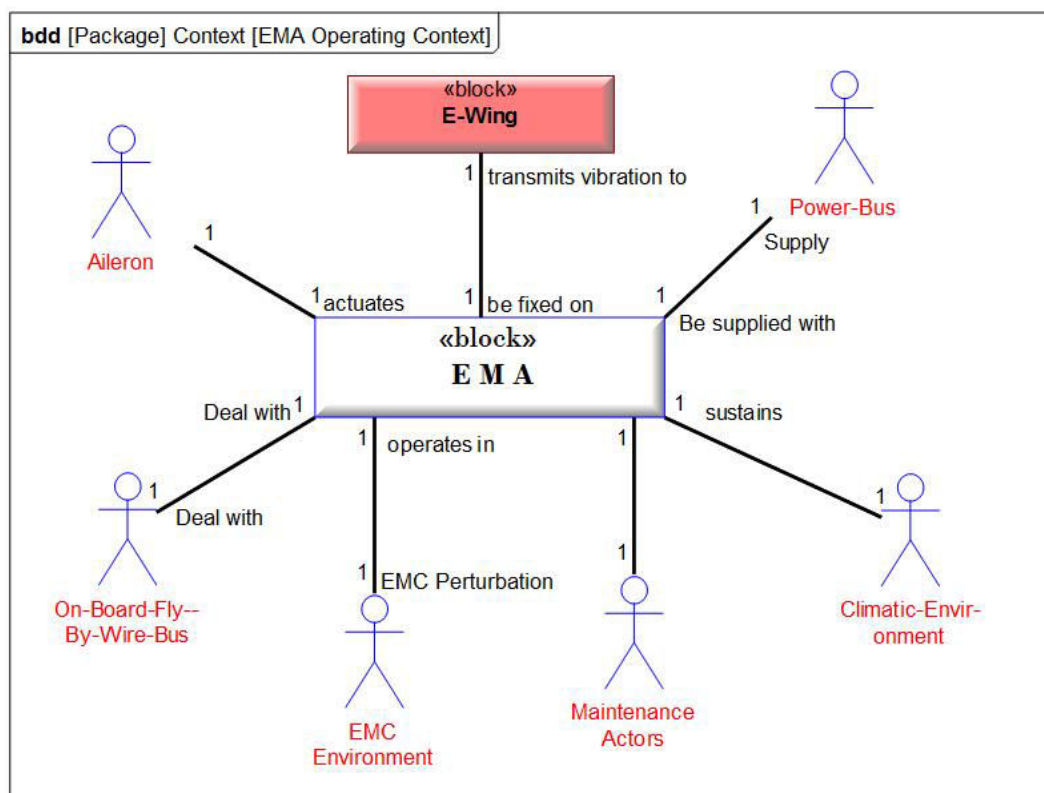 bdd [Package] Context [EMA Operating Context]
«block»
E-Wing
1
transmits vibration to
Aileron
1
Power-Bus
1
Supply
1
actuates
1
be fixed on
1
Be supplied with
«block»
E M A
Deal with
1
1
operates in
1
1
sustains
1
Deal with
On-Board-Fly--
By-Wire-Bus
1
EMC Perturbation
EMC
Environment
1
Maintenance
Actors
1
Climatic-Envir-
onment